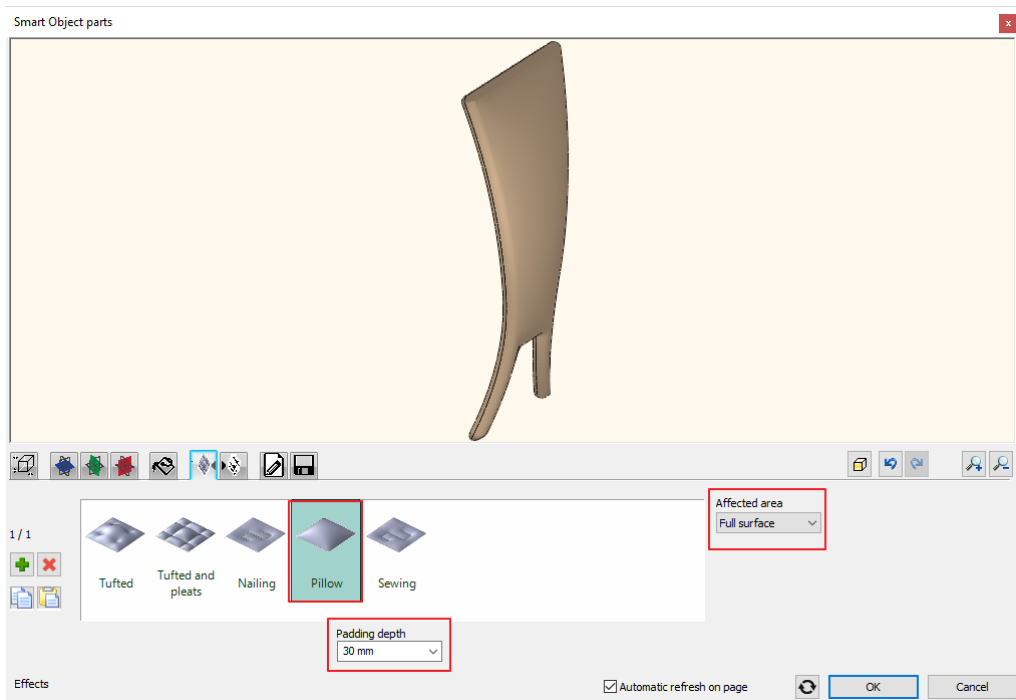 Smart Object parts
x
Affected area
Full surface
1 / 1
Tufted
Tufted and
pleats
Nailing
Pillow
Sewing
Padding depth
30 mm
Effects
Automatic refresh on page
OK
Cancel